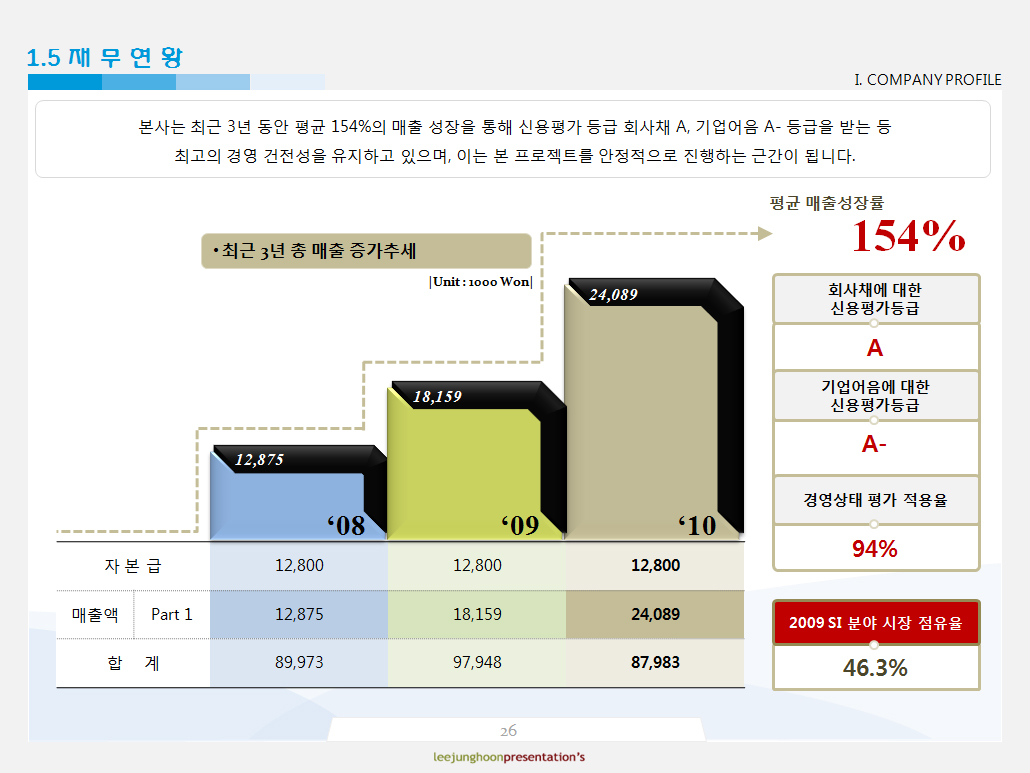 1.5 재 무 연 왕
I. COMPANY PROFILE
본사는 최근 3년 동안 평균 154%의 매출 성장을 통해 신용평가 등급 회사채 A, 기업어음 A- 등급을 받는 등
최고의 경영 건전성을 유지하고 있으며, 이는 본 프로젝트를 안정적으로 진행하는 근간이 됩니다.
평균 매출성장률
154%
• 최근 3년 총 매출 증가추세
|Unit : 1000 Won|
24,089
18,159
12,875
‘08
‘09
‘10
자 본 급 12,800 12,800 12,800
매출액 Part 1 12,875 18,159 24,089
합 계 89,973 97,948 87,983
회사채에 대한
신용평가등급
A
기업어음에 대한
신용평가등급
A-
경영상태 평가 적용율
94%
2009 SI 분야 시장 점유율
46.3%
26
leejunghoonpresentation’s